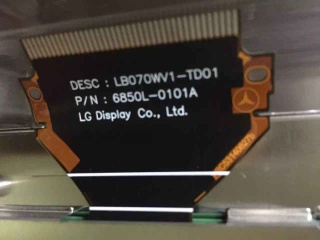 DESC : LB070WV1-TD01
P/N : 6850L-0101A
LG Display Co., Ltd.